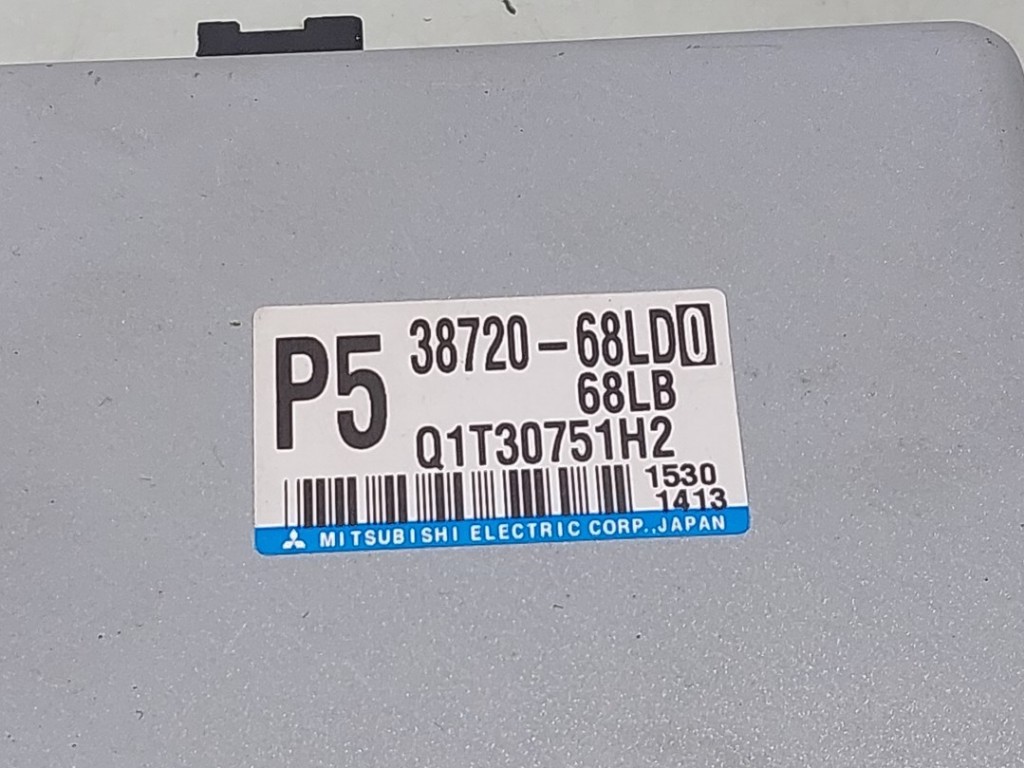 P5
38720-68LD0
68LB
Q1T30751H2
1530
1413
MITSUBISHI ELECTRIC CORP.,JAPAN